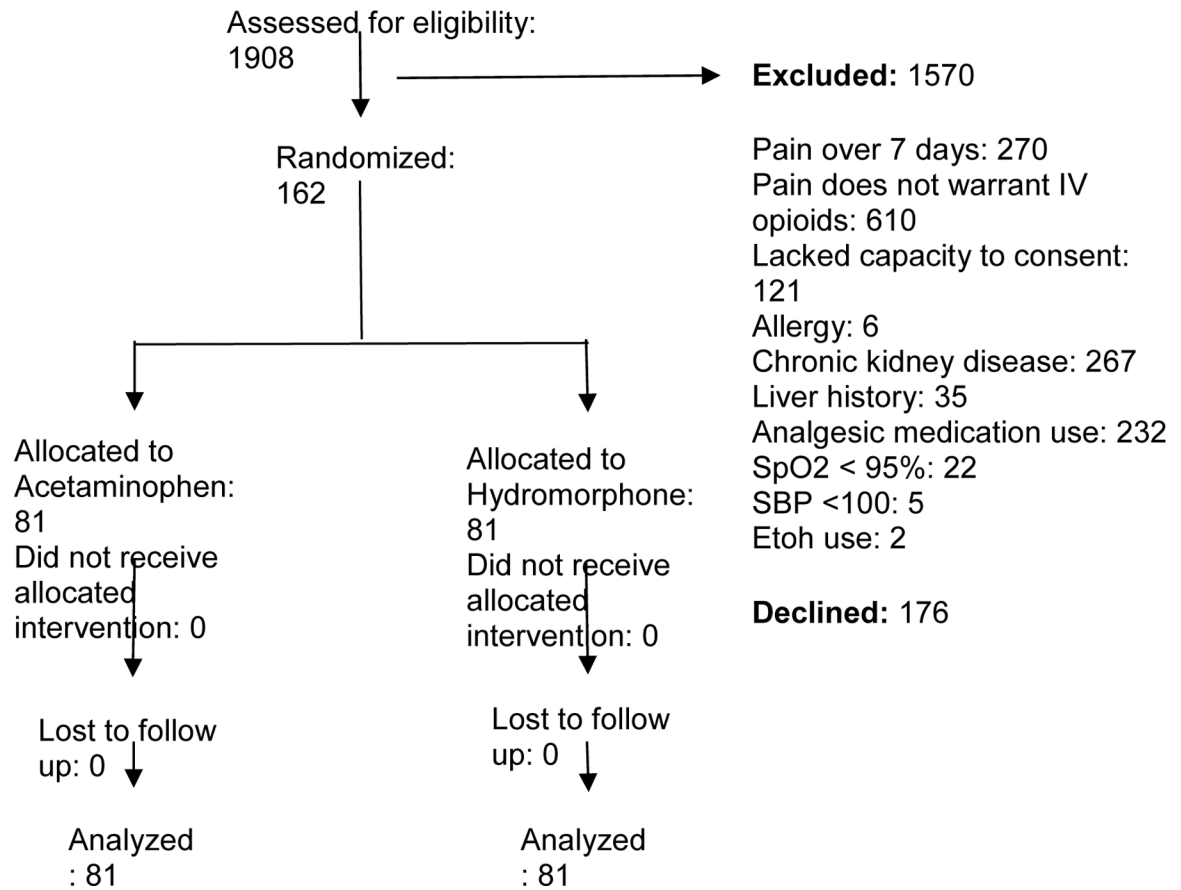 Assessed for eligibility:
1908
Excluded: 1570
Randomized:
162
Pain over 7 days: 270
Pain does not warrant IV
opioids: 610
Lacked capacity to consent:
121
Allergy: 6
Chronic kidney disease: 267
Liver history: 35
Analgesic medication use: 232
SpO2 < 95%: 22
SBP <100: 5
Etoh use: 2
Declined: 176
Allocated to
Acetaminophen:
81
Did not receive
allocated
intervention: 0
Allocated to
Hydromorphone:
81
Did not receive
allocated
intervention: 0
Lost to follow
up: 0
Lost to follow
up: 0
Analyzed
: 81
Analyzed
: 81